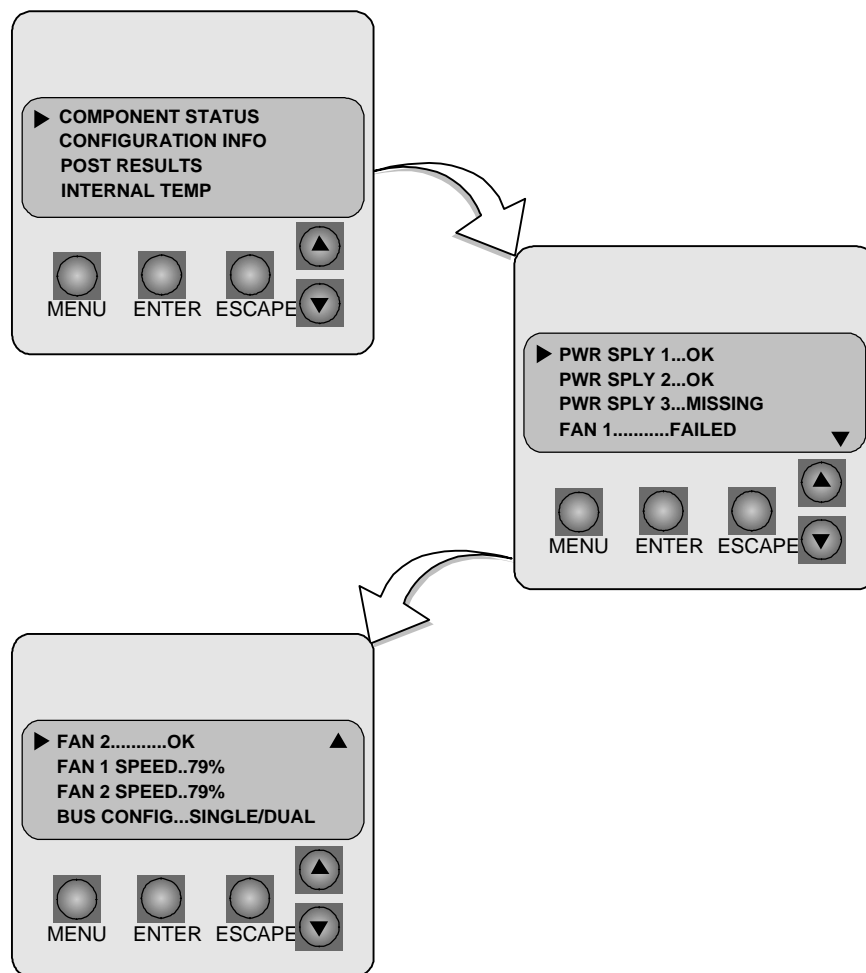 COMPONENT STATUS
CONFIGURATION INFO
POST RESULTS
INTERNAL TEMP
MENU ENTER ESCAPE
PWR SPLY 1...OK
PWR SPLY 2...OK
PWR SPLY 3...MISSING
FAN 1...........FAILED
MENU ENTER ESCAPE
FAN 2...........OK
FAN 1 SPEED..79%
FAN 2 SPEED..79%
BUS CONFIG...SINGLE/DUAL
MENU ENTER ESCAPE